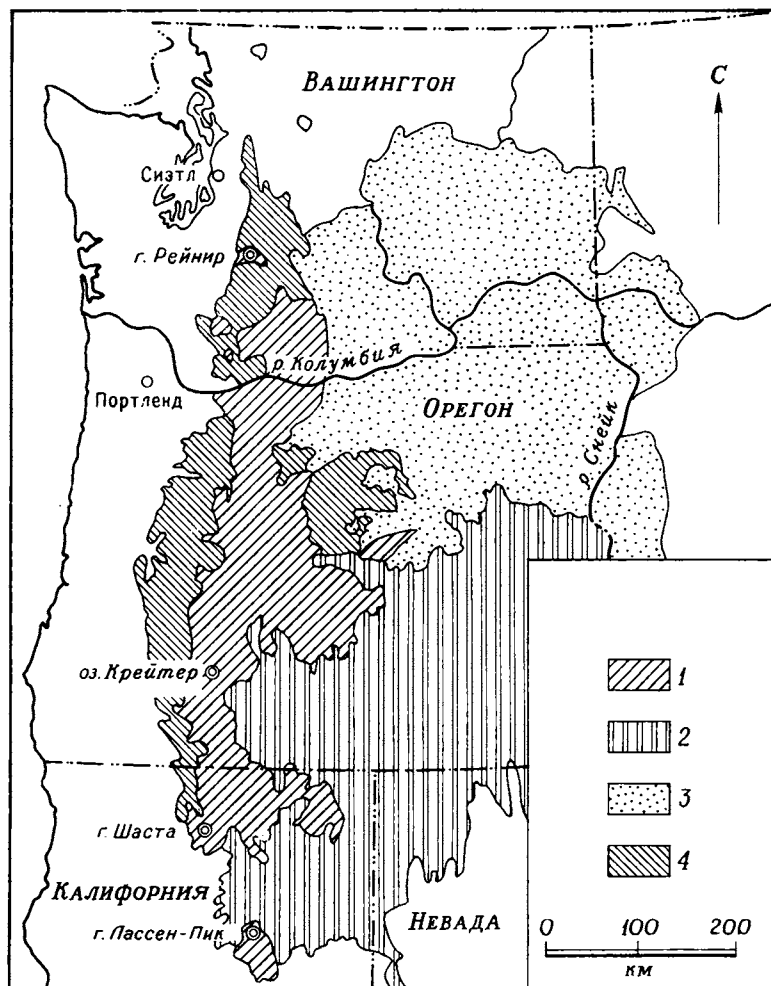 ВАШИНГТОН
С
Сиэтл
г. Рейнир
р. Колумбия
Портленд
ОРЕГОН
р. Снейк
оз. Крейтер
1
2
3
4
г. Шаста
КАЛИФОРНИЯ
г. Лассен-Пик
НЕВАДА
0 100 200
км